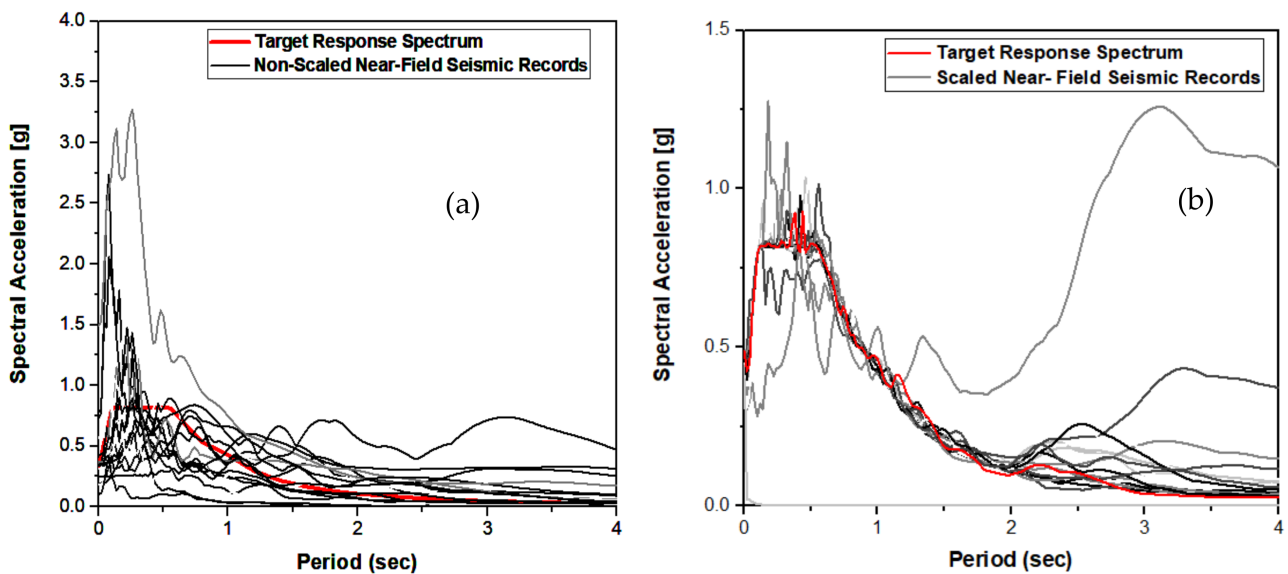 4.0
3.5
3.0
2.5
2.0
1.5
1.0
0.5
0.0
Spectral Acceleration [g]
Target Response Spectrum
Non-Scaled Near-Field Seismic Records
(a)
0 1 2 3 4
Period (sec)
1.5
1.0
0.5
0.0
Spectral Acceleration [g]
Target Response Spectrum
Scaled Near- Field Seismic Records
(b)
0 1 2 3 4
Period (sec)